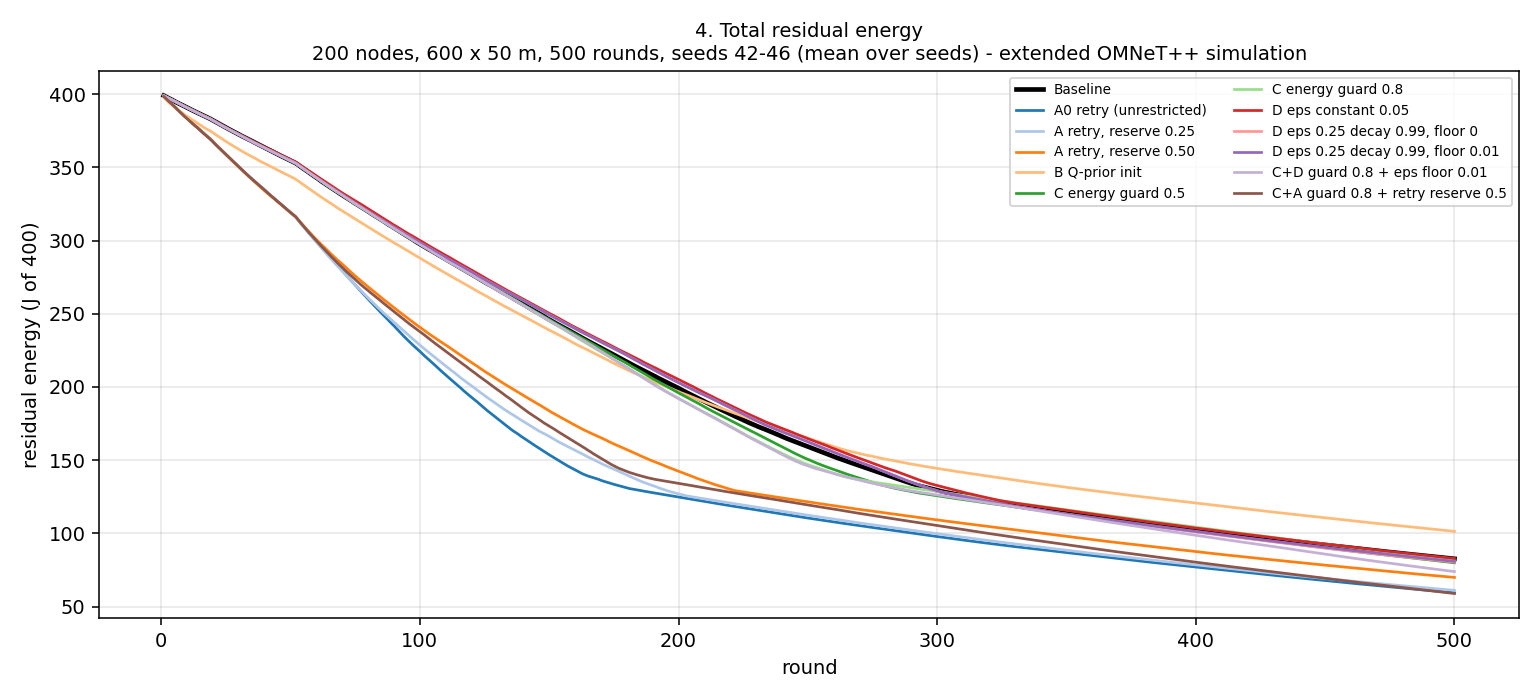 4. Total residual energy
200 nodes, 600 x 50 m, 500 rounds, seeds 42-46 (mean over seeds) - extended OMNeT++ simulation
residual energy (J of 400)
400
350
300
250
200
150
100
50
Baseline
A0 retry (unrestricted)
A retry, reserve 0.25
A retry, reserve 0.50
B Q-prior init
C energy guard 0.5
C energy guard 0.8
D eps constant 0.05
D eps 0.25 decay 0.99, floor 0
D eps 0.25 decay 0.99, floor 0.01
C+D guard 0.8 + eps floor 0.01
C+A guard 0.8 + retry reserve 0.5
0 100 200 300 400 500
round